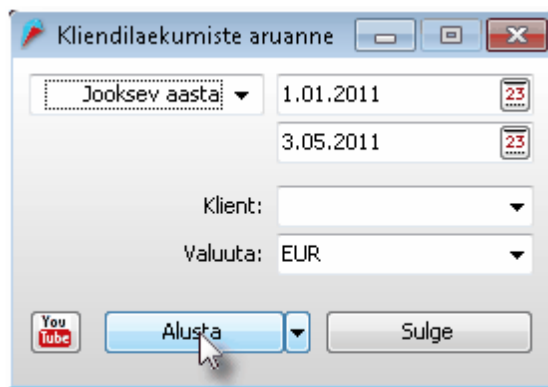 Kliendilaekumiste aruanne
Jooksev aasta 1.01.2011 23
3.05.2011 23
Klient:
Valuuta: EUR
You Tube Alusta Sulge